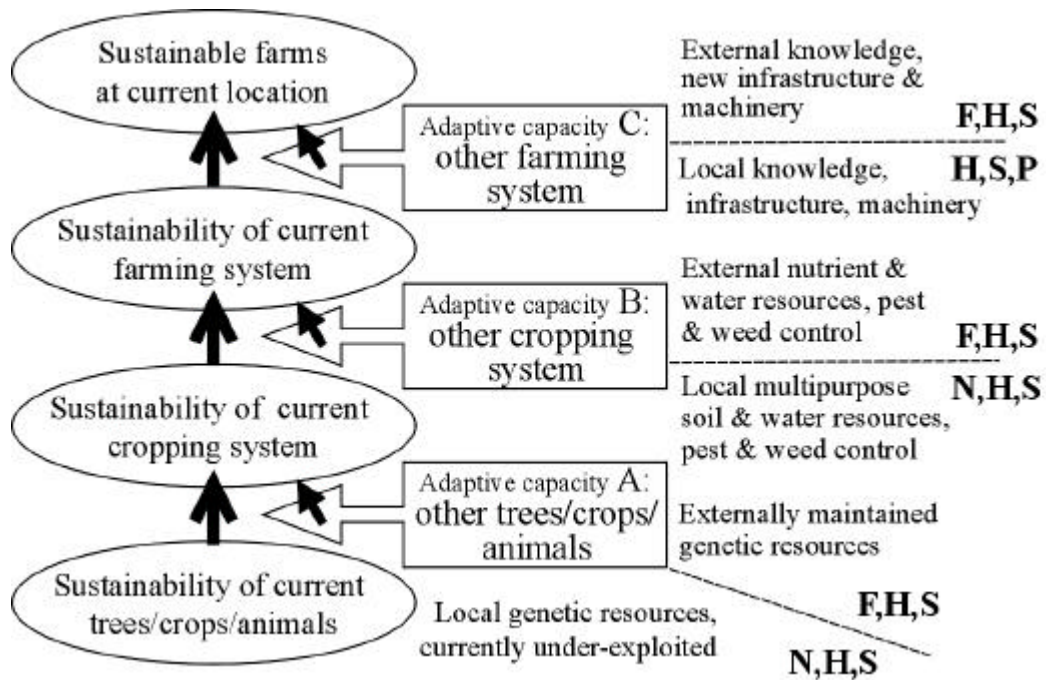 Sustainable farms
at current location
External knowledge,
new infrastructure &
machinery
F,H,S
Adaptive capacity C:
other farming
system
Local knowledge,
infrastructure, machinery
H,S,P
Sustainability of current
farming system
External nutrient &
water resources, pest
& weed control
F,H,S
Adaptive capacity B:
other cropping
system
Local multipurpose
soil & water resources,
pest & weed control
N,H,S
Sustainability of current
cropping system
Adaptive capacity A:
other trees/crops/
animals
Externally maintained
genetic resources
F,H,S
Sustainability of current
trees/crops/animals
Local genetic resources,
currently under-exploited
N,H,S